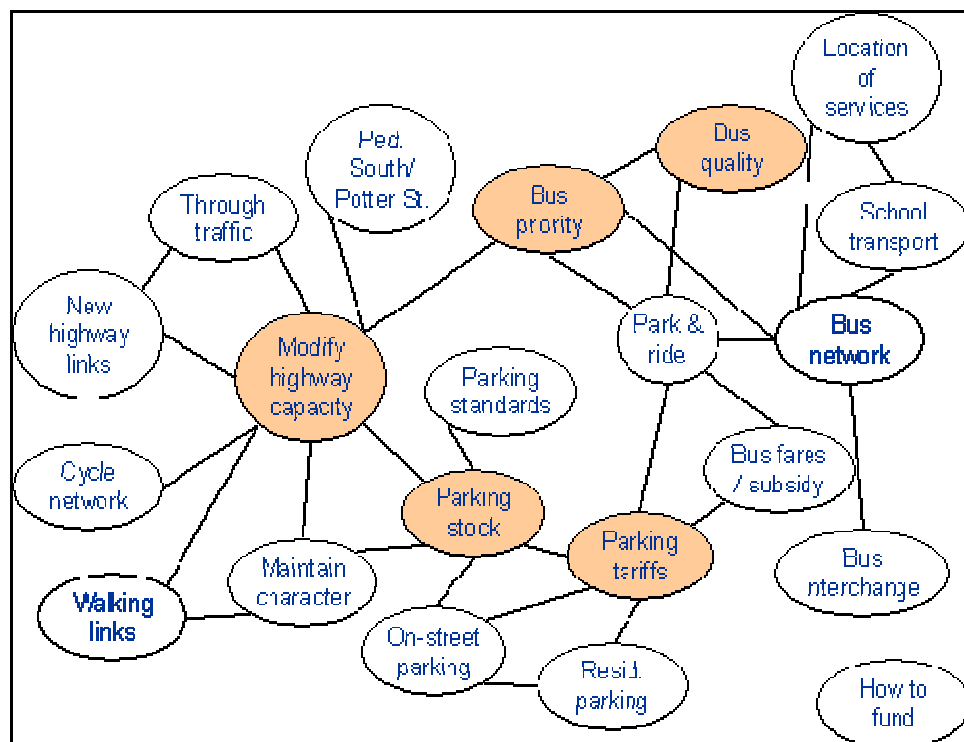 Location
of
services
Ped.
South/
Potter St.
Dus
quality
Bus
prority
Through
traffic
School
transport
New
highway
links
Modify
highway
capacity
Park &
ride
Bus
network
Parking
standards
Cycle
network
Bus fares
/ subsidy
Parking
stock
Parking
tariffs
Maintain
character
Bus
nterchange
Walking
links
On-street
parking
Resid.
parking
How to
fund